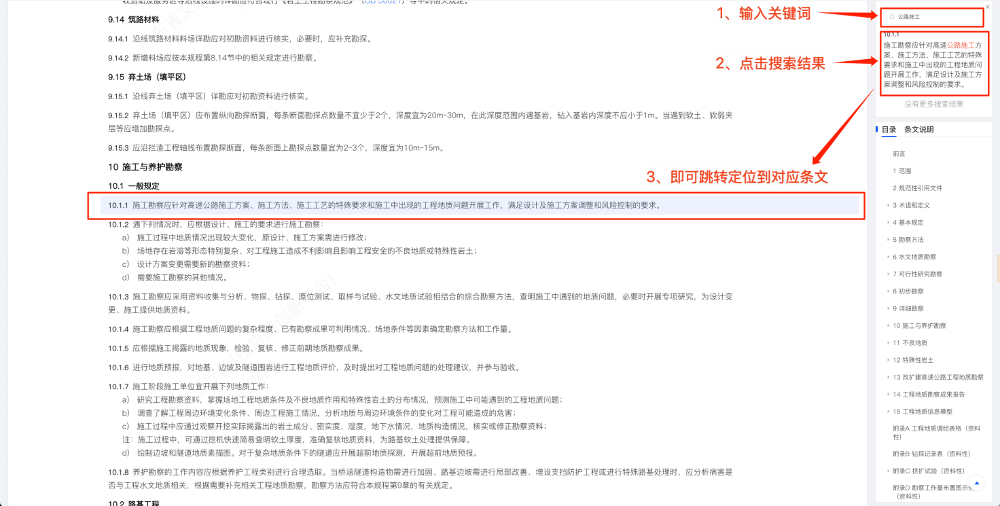 收费站及服务区等沿线设施的详勘应符合现行《岩土工程勘察规范》（GB 50021）等中的相关规定。
9.14 筑路材料
9.14.1 沿线筑路材料料场详勘应对初勘资料进行核实，必要时，应补充勘探。
9.14.2 新增料场应按本规程第8.14节中的相关规定进行勘察。
9.15 弃土场（填平区）
9.15.1 沿线弃土场（填平区）详勘应对初勘资料进行核实。
9.15.2 弃土场（填平区）应布置纵向勘探断面，每条断面勘探点数量不宜少于2个，深度宜为20m~30m，在此深度范围内遇基岩，钻入基岩内深度不应小于1m。当遇到软土、软弱夹
层等应增加勘探点。
9.15.3 应沿拦渣工程轴线布置勘探断面，每条断面上勘探点数量宜为2~3个，深度宜为10m~15m。
10 施工与养护勘察
10.1 一般规定
10.1.1 施工勘察应针对高速公路施工方案、施工方法、施工工艺的特殊要求和施工中出现的工程地质问题开展工作，满足设计及施工方案调整和风险控制的要求。
10.1.2 遇下列情况时，应根据设计、施工的要求进行施工勘察：
a） 施工过程中地质情况出现较大变化，原设计、施工方案需进行修改；
b） 场地存在岩溶等形态特别复杂、对工程施工造成不利影响且影响工程安全的不良地质或特殊性岩土；
c） 设计方案变更需要新的勘察资料；
d） 需要施工勘察的其他情况。
10.1.3 施工勘察应采用资料收集与分析、物探、钻探、原位测试、取样与试验、水文地质试验相结合的综合勘察方法，查明施工中遇到的地质问题，必要时开展专项研究，为设计变
更、施工提供地质资料。
10.1.4 施工勘察应根据工程地质问题的复杂程度、已有勘察成果可利用情况、场地条件等因素确定勘察方法和工作量。
10.1.5 应根据施工揭露的地质现象，检验、复核、修正前期地质勘察成果。
10.1.6 进行地质预报，对地基、边坡及隧道围岩进行工程地质评价，及时提出对工程地质问题的处理建议，并参与验收。
10.1.7 施工阶段施工单位宜开展下列地质工作：
a） 研究工程勘察资料，掌握场地工程地质条件及不良地质作用和特殊性岩土的分布情况，预测施工中可能遇到的工程地质问题；
b） 调查了解工程周边环境变化条件、周边工程施工情况，分析地质与周边环境条件的变化对工程可能造成的危害；
c） 施工过程中应通过观察开挖实际揭露出的岩土成分、密实度、湿度，地下水情况，地质构造情况，核实或修正勘察资料；
注：施工过程中，可通过挖机快速简易查明软土厚度，准确复核地质资料，为路基软土处理提供保障。
d） 绘制边坡和隧道地质素描图。对于复杂地质条件下的隧道应开展超前地质探测，开展超前地质预报。
10.1.8 养护勘察的工作内容应根据养护工程类别进行合理选取。当桥涵隧道构造物需进行加固、路基边坡需进行局部改善、增设支挡防护工程或进行特殊路基处理时，应分析病害是
否与工程水文地质相关，根据需要补充相关工程地质勘察，勘察方法应符合本规程第9章的有关规定。
10.2 路基工程
1、输入关键词
2、点击搜索结果
3、即可跳转定位到对应条文
公路施工
10.1.1
施工勘察应针对高速公路施工方
案、施工方法、施工工艺的特殊
要求和施工中出现的工程地质问
题开展工作，满足设计及施工方
案调整和风险控制的要求。
没有更多搜索结果
目录 条文说明
前言
1 范围
2 规范性引用文件
3 术语和定义
4 基本规定
5 勘察方法
6 水文地质勘察
7 可行性研究勘察
8 初步勘察
9 详细勘察
10 施工与养护勘察
11 不良地质
12 特殊性岩土
13 改扩建高速公路工程地质勘察
14 工程地质勘察成果报告
15 工程地质信息模型
附录A 工程地质调绘表格（资料
性）
附录B 钻探记录表（资料性）
附录C 挤扩试验（资料性）
附录D 勘察工作量布置图示
（资料性）